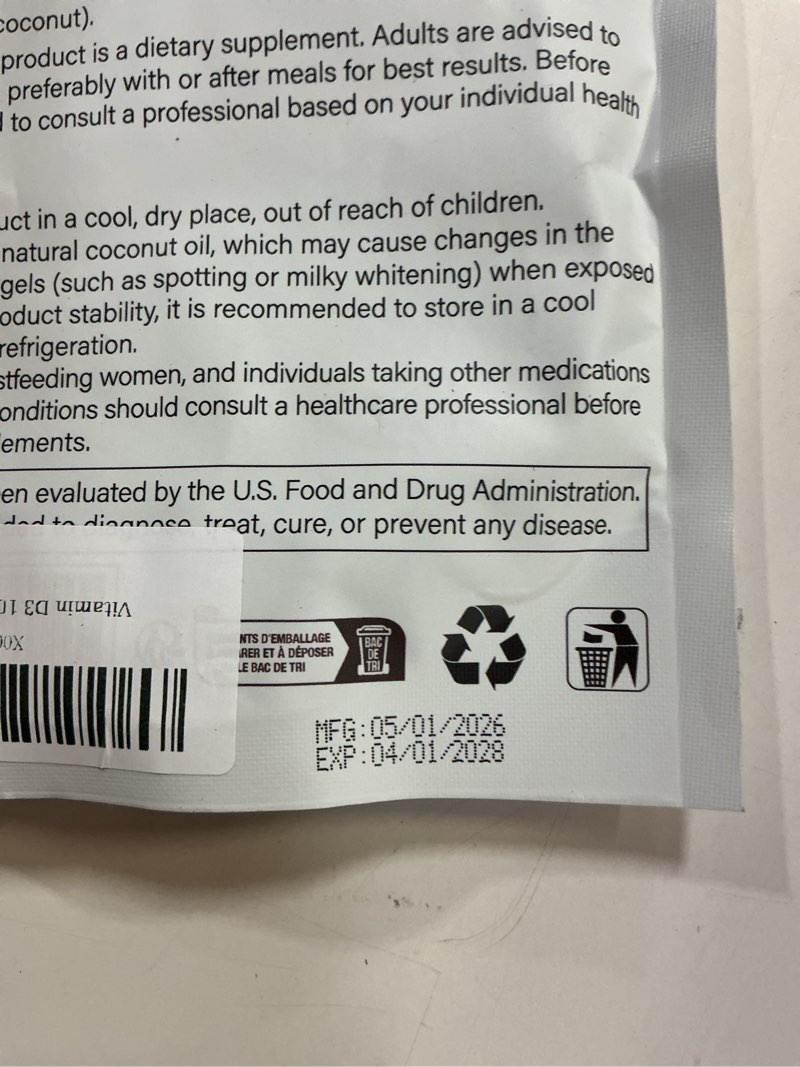 coconut).
product is a dietary supplement. Adults are advised to
preferably with or after meals for best results. Before
to consult a professional based on your individual health
uct in a cool, dry place, out of reach of children.
natural coconut oil, which may cause changes in the
gels (such as spotting or milky whitening) when exposed
oduct stability, it is recommended to store in a cool
refrigeration.
stfeeding women, and individuals taking other medications
onditions should consult a healthcare professional before
ements.
en evaluated by the U.S. Food and Drug Administration.
ded to diagnose, treat, cure, or prevent any disease.
Vitamin D3
NTS D'EMBALLAGE
RER ET À DÉPOSER
LE BAC DE TRI
BAC
DE
TRI
MFG:05/01/2026
EXP:04/01/2028